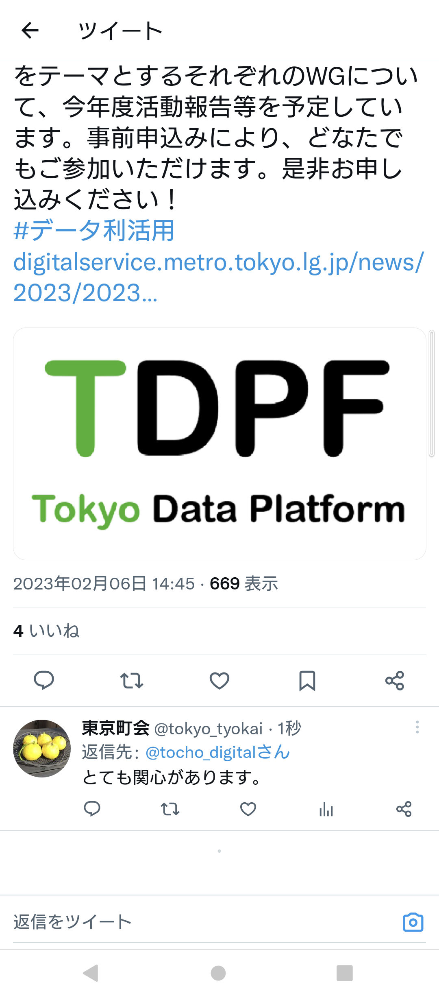 ツイート
をテーマとするそれぞれのWGについ
て、今年度活動報告等を予定してい
ます。事前申込みにより、どなたで
もご参加いただけます。是非お申し
込みください！
#データ利活用
digitalservice.metro.tokyo.lg.jp/news/
2023/2023…
TDPF
Tokyo Data Platform
2023年02月06日 14:45 · 669 表示
4 いいね
東京町会 @tokyo_tyokai · 1秒
返信先: @tocho_digitalさん
とても関心があります。
返信をツイート